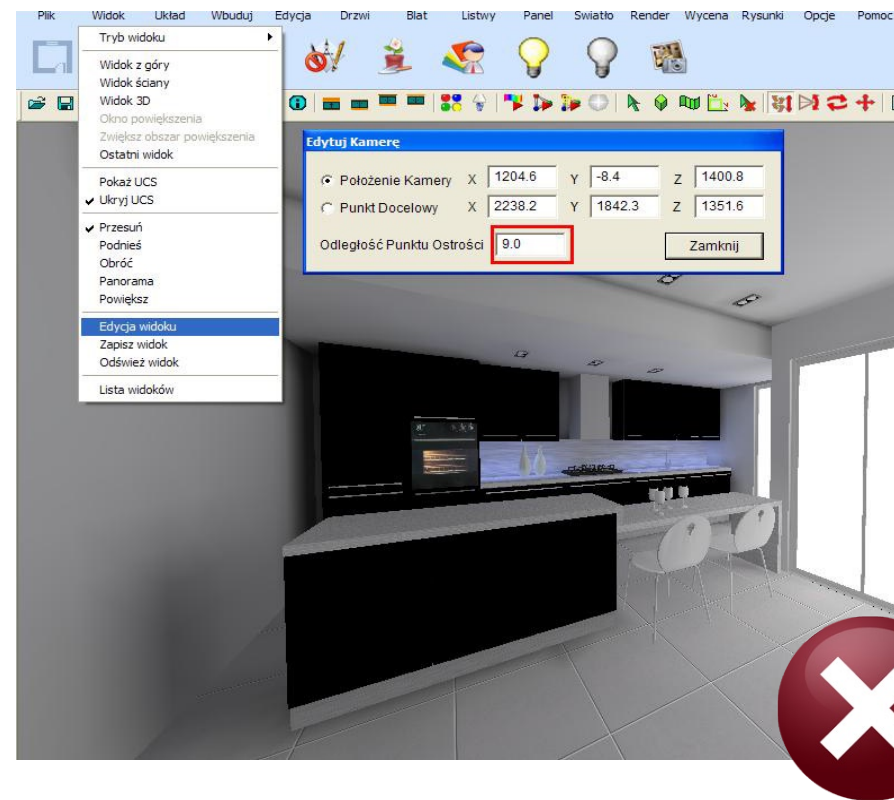 Plik Widok Układ Wbuduj Edycja Drzwi Blat Listwy Panel Swiatło Render Wycena Rysunki Opcje Pomoc
Tryb widoku
Widok z góry
Widok ściany
Widok 3D
Okno powiększenia
Zwiększ obszar powiększenia
Ostatni widok
Pokaż UCS
Ukryj UCS
Przesuń
Podnieś
Obróć
Panorama
Powiększ
Edycja widoku
Zapisz widok
Odśwież widok
Lista widoków
Edytuj Kamerę
Położenie Kamery X 1204.6 Y -8.4 Z 1400.8
Punkt Docelowy X 2238.2 Y 1842.3 Z 1351.6
Odległość Punktu Ostrości 9.0 Zamknij